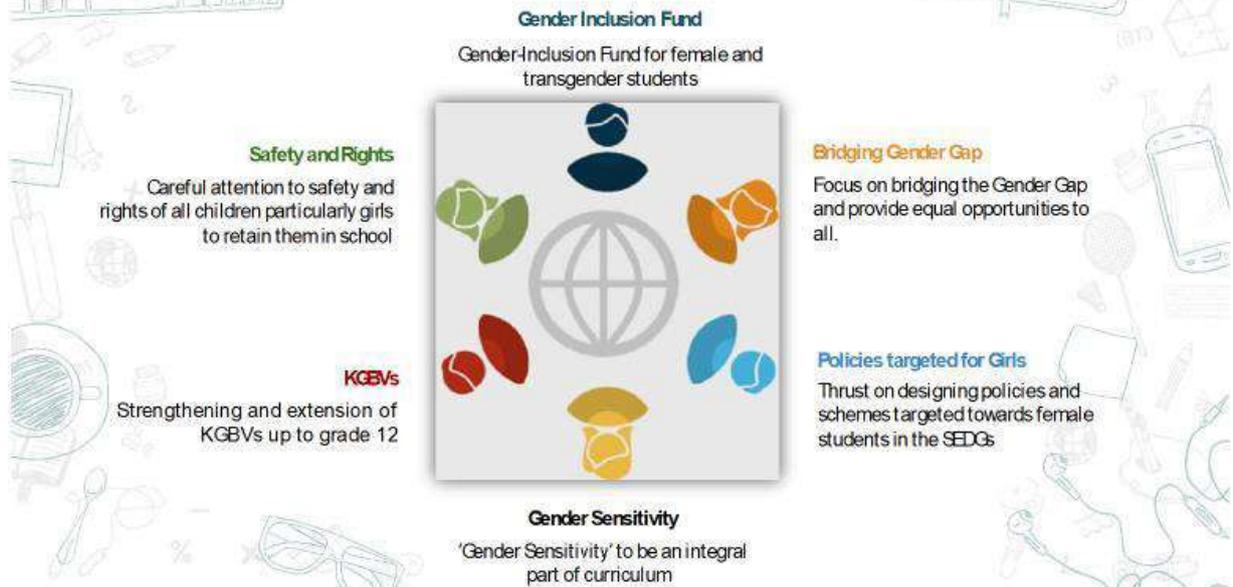 Gender Inclusion Fund
Gender-Inclusion Fund for female and
transgender students
Safety and Rights
Careful attention to safety and
rights of all children particularly girls
to retain them in school
Bridging Gender Gap
Focus on bridging the Gender Gap
and provide equal opportunities to
all.
KGBVs
Strengthening and extension of
KGBVs up to grade 12
Policies targeted for Girls
Thrust on designing policies and
schemes targeted towards female
students in the SEDGs
Gender Sensitivity
'Gender Sensitivity' to be an integral
part of curriculum